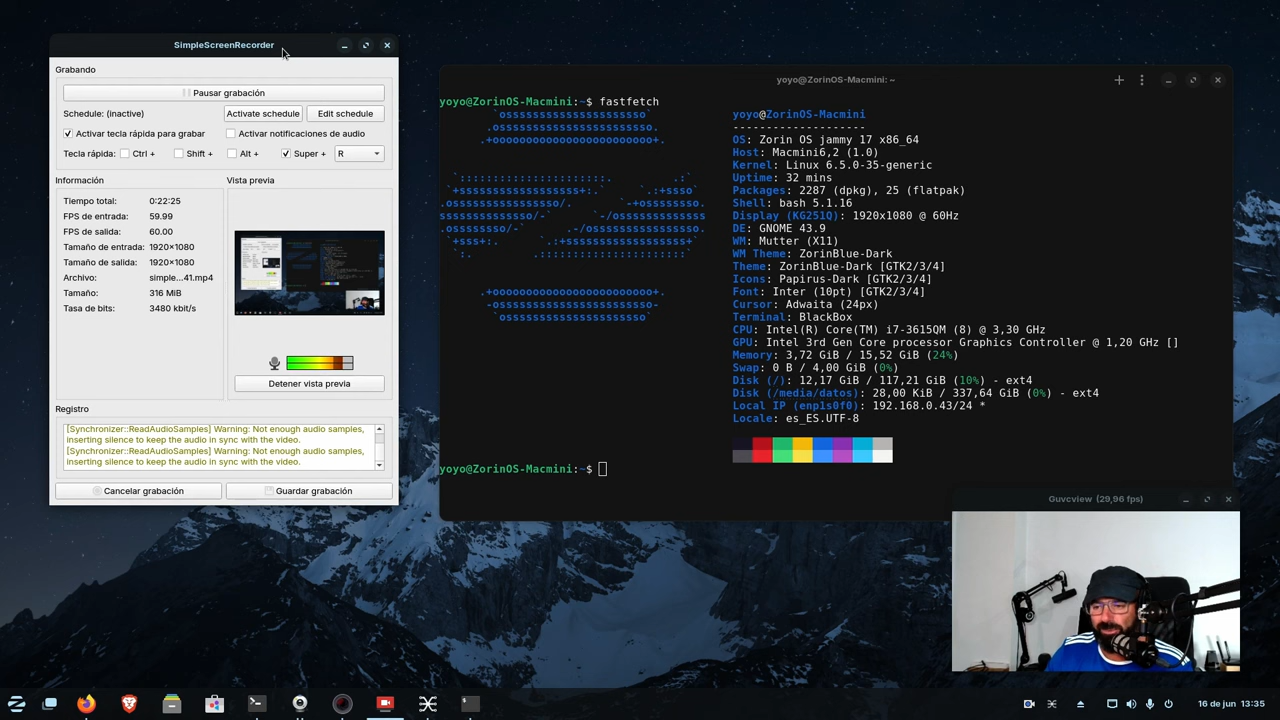 SimpleScreenRecorder
Grabando
Pausar grabación
Schedule: (inactive)
Activate schedule
Edit schedule
Activar tecla rápida para grabar
Activar notificaciones de audio
Tecla rápida: Ctrl + Shift + Alt + Super + R
Información
Vista previa
Tiempo total: 0:22:25
FPS de entrada: 59.99
FPS de salida: 60.00
Tamaño de entrada: 1920×1080
Tamaño de salida: 1920×1080
Archivo: simple...41.mp4
Tamaño: 316 MiB
Tasa de bits: 3480 kbit/s
Detener vista previa
Registro
[Synchronizer::ReadAudioSamples] Warning: Not enough audio samples,
inserting silence to keep the audio in sync with the video.
[Synchronizer::ReadAudioSamples] Warning: Not enough audio samples,
inserting silence to keep the audio in sync with the video.
Cancelar grabación
Guardar grabación
yoyo@ZorinOS-Macmini: ~
yoyo@ZorinOS-Macmini:~$ fastfetch
yoyo@ZorinOS-Macmini
--------------------
OS: Zorin OS jammy 17 x86_64
Host: Macmini6,2 (1.0)
Kernel: Linux 6.5.0-35-generic
Uptime: 32 mins
Packages: 2287 (dpkg), 25 (flatpak)
Shell: bash 5.1.16
Display (KG251Q): 1920x1080 @ 60Hz
DE: GNOME 43.9
WM: Mutter (X11)
WM Theme: ZorinBlue-Dark
Theme: ZorinBlue-Dark [GTK2/3/4]
Icons: Papirus-Dark [GTK2/3/4]
Font: Inter (10pt) [GTK2/3/4]
Cursor: Adwaita (24px)
Terminal: BlackBox
CPU: Intel(R) Core(TM) i7-3615QM (8) @ 3,30 GHz
GPU: Intel 3rd Gen Core processor Graphics Controller @ 1,20 GHz []
Memory: 3,72 GiB / 15,52 GiB (24%)
Swap: 0 B / 4,00 GiB (0%)
Disk (/): 12,17 GiB / 117,21 GiB (10%) - ext4
Disk (/media/datos): 28,00 KiB / 337,64 GiB (0%) - ext4
Local IP (enp1s0f0): 192.168.0.43/24 *
Locale: es_ES.UTF-8
yoyo@ZorinOS-Macmini:~$
Guvcview (29,96 fps)
16 de jun 13:35